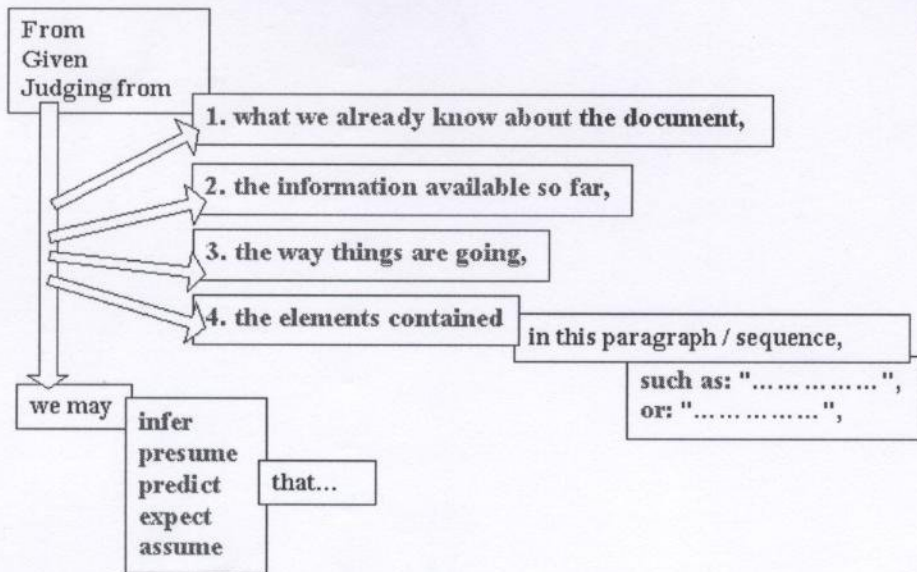 From
Given
Judging from
1. what we already know about the document,
2. the information available so far,
3. the way things are going,
4. the elements contained
in this paragraph / sequence,
such as: "... ... ... ... ...",
or: "... ... ... ... ...",
we may
infer
presume
predict
expect
assume
that...